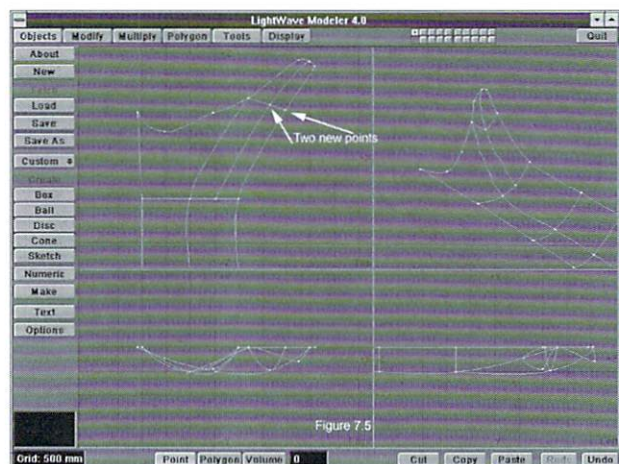 LightWave Modeler 4.0
Objects Modify Multiply Polygon Tools Display Quit
About
New
Load
Save
Save As
Custom
Create
Box
Ball
Disc
Cone
Sketch
Numeric
Make
Text
Options
Two new points
Figure 7.5
Grid: 500 mm Point Polygon Volume 0 Cut Copy Paste Redo Undo